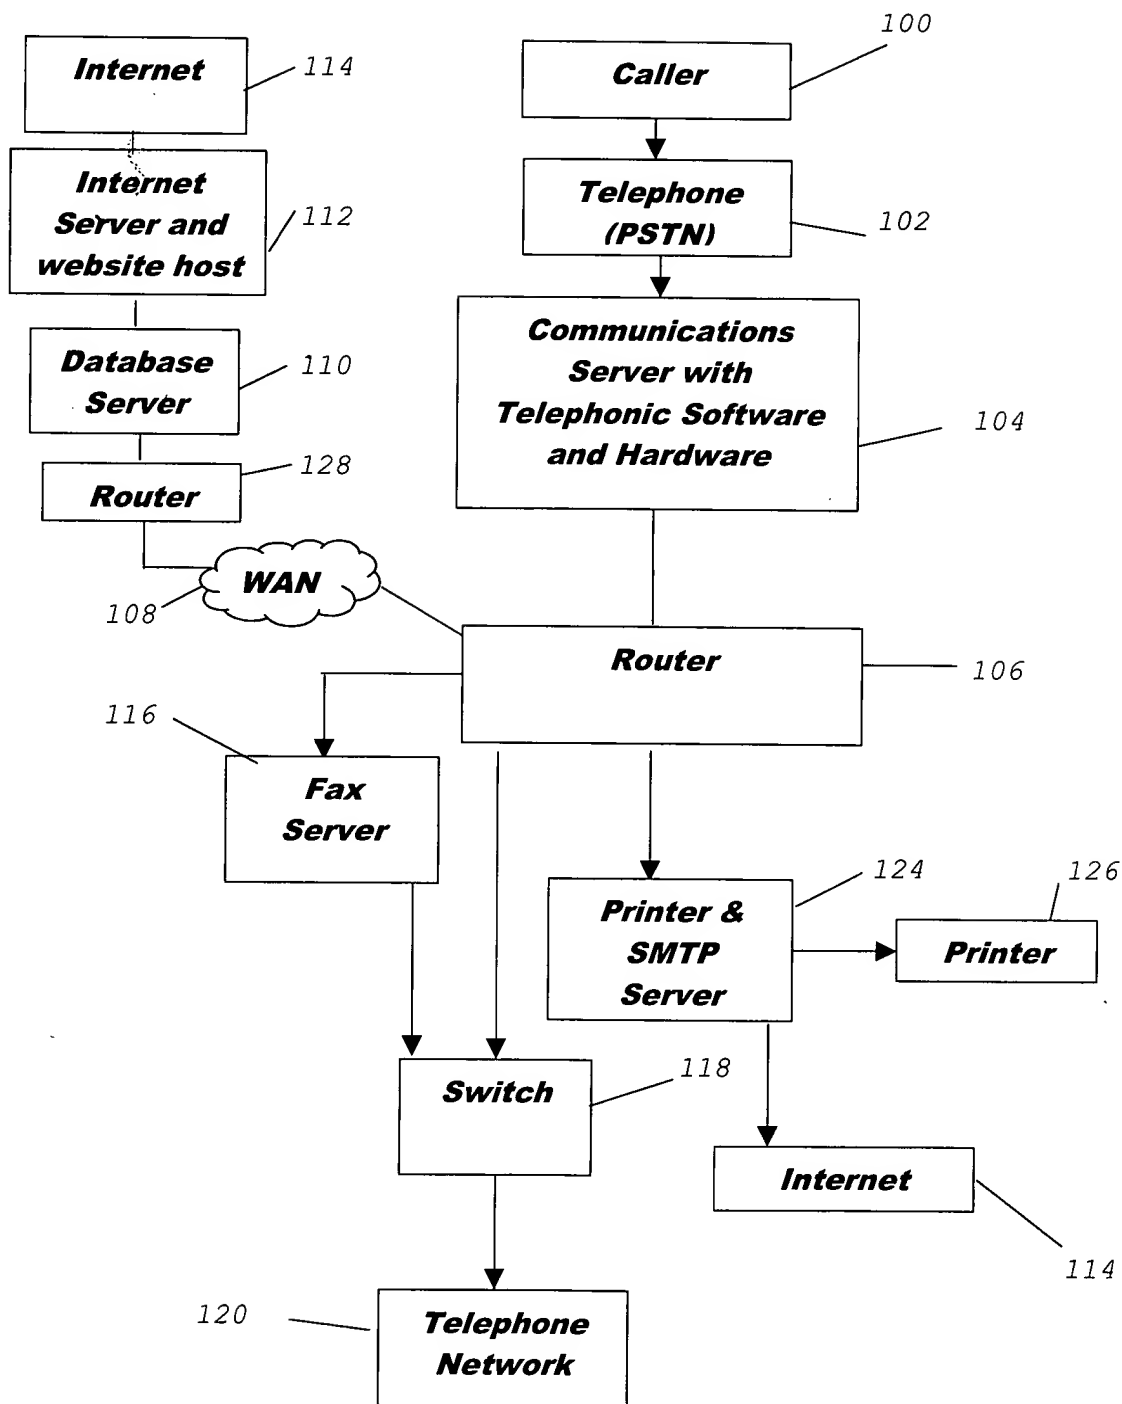 100
Internet
114
Caller
Internet
Server and
website host
112
Telephone
(PSTN)
102
Communications
Server with
Telephonic Software
and Hardware
104
Database
Server
110
Router
128
WAN
108
Router
106
116
Fax
Server
124
126
Printer &
SMTP
Server
Printer
Switch
118
Internet
114
120
Telephone
Network